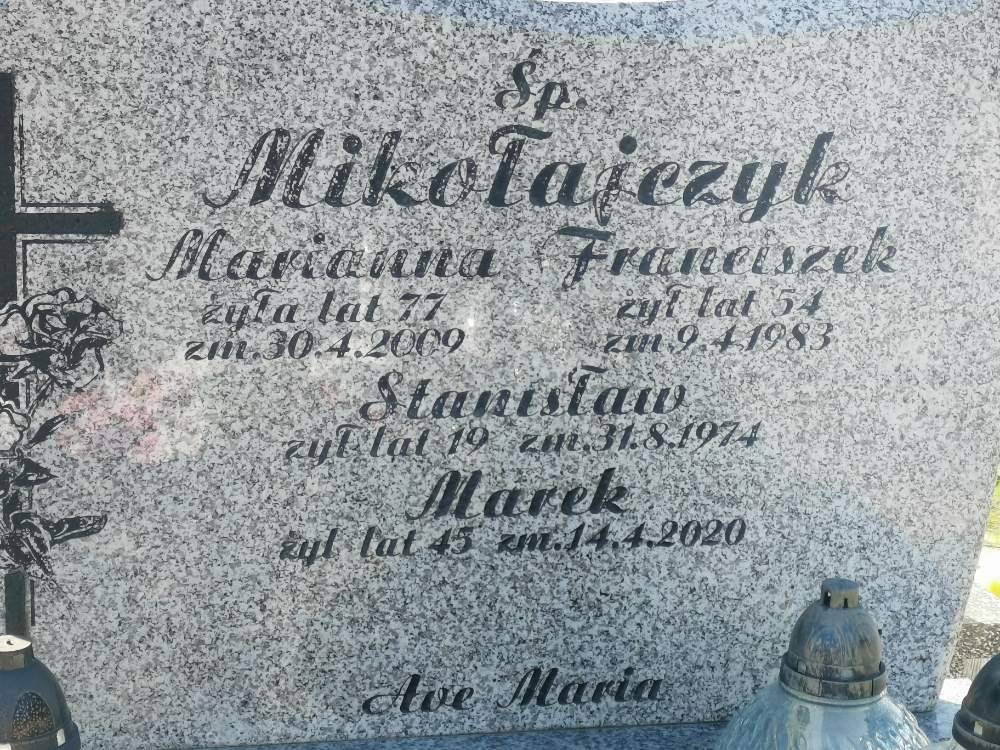 Śp.
Mikołajczyk
Marianna Franciszek
żyła lat 77 żył lat 54
zm.30.4.2009 zm.9.4.1983
Stanisław
żył lat 19 zm.31.8.1974
Marek
żył lat 45 zm.14.4.2020
Ave Maria